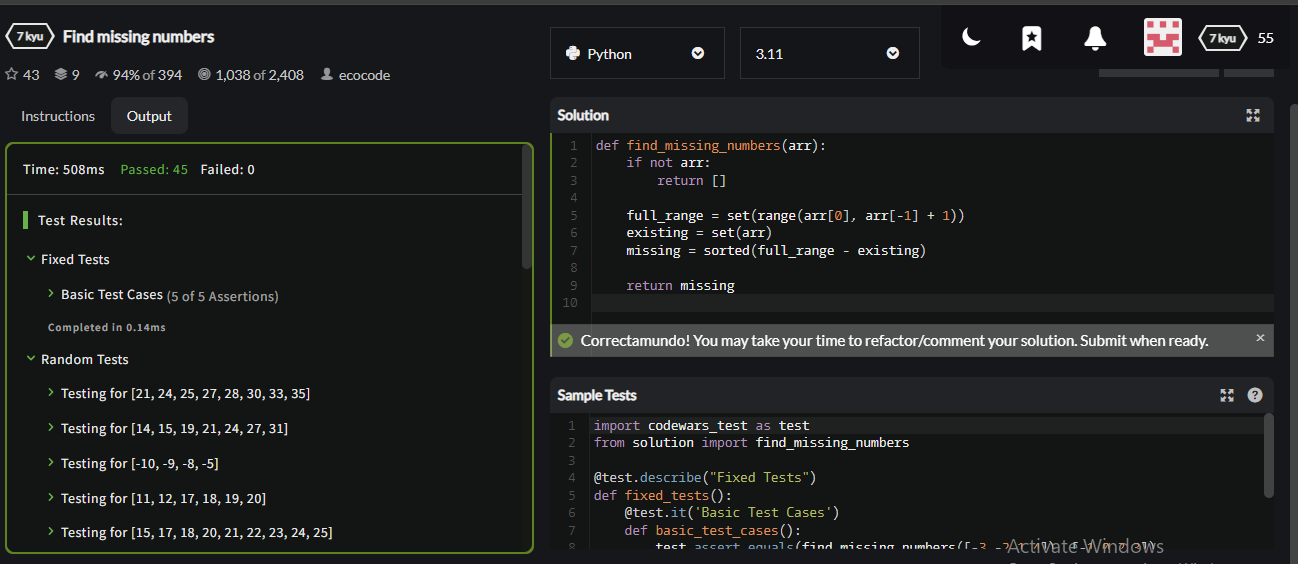 7 kyu Find missing numbers
43 9 94% of 394 1,038 of 2,408 ecocode
Instructions Output
Time: 508ms Passed: 45 Failed: 0
Test Results:
Fixed Tests
Basic Test Cases (5 of 5 Assertions)
Completed in 0.14ms
Random Tests
Testing for [21, 24, 25, 27, 28, 30, 33, 35]
Testing for [14, 15, 19, 21, 24, 27, 31]
Testing for [-10, -9, -8, -5]
Testing for [11, 12, 17, 18, 19, 20]
Testing for [15, 17, 18, 20, 21, 22, 23, 24, 25]
Python 3.11 7 kyu 55
Solution
1 def find_missing_numbers(arr):
2     if not arr:
3         return []
4
5     full_range = set(range(arr[0], arr[-1] + 1))
6     existing = set(arr)
7     missing = sorted(full_range - existing)
8
9     return missing
10
Correctamundo! You may take your time to refactor/comment your solution. Submit when ready.
Sample Tests
1 import codewars_test as test
2 from solution import find_missing_numbers
3
4 @test.describe("Fixed Tests")
5 def fixed_tests():
6     @test.it('Basic Test Cases')
7     def basic_test_cases():
8         test.assert_equals(find_missing_numbers([-3,
Activate Windows